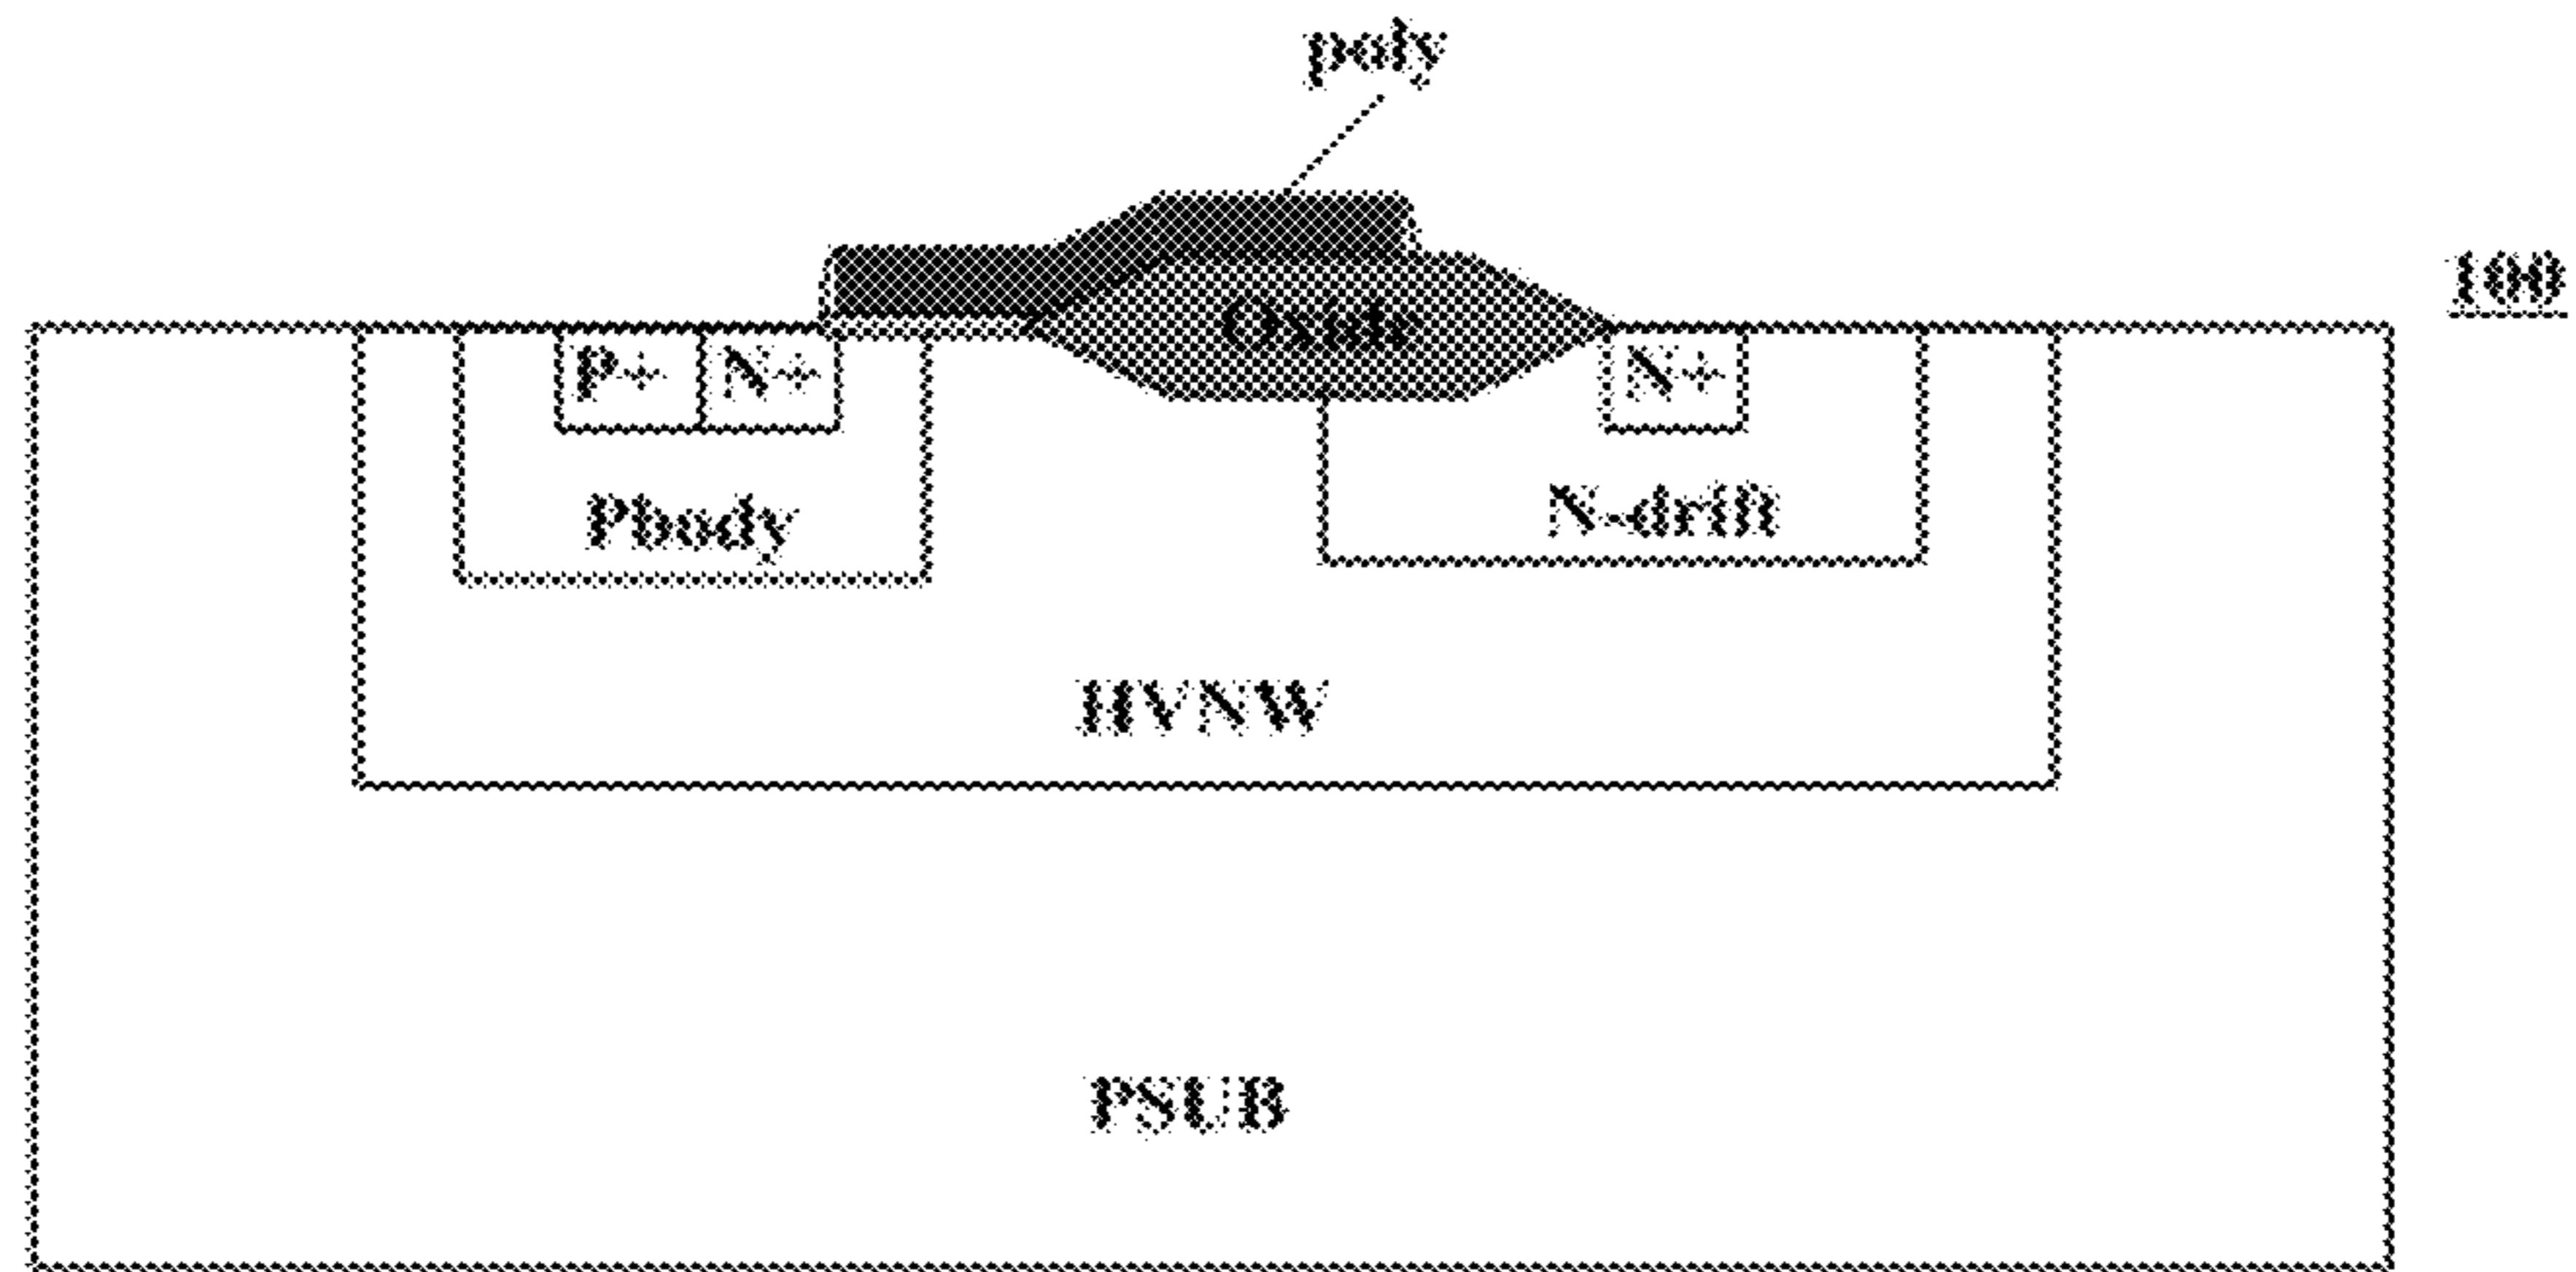 poly
100
Oxide
P+ N+ N+
Pbody N-drift
HVNW
PSUB